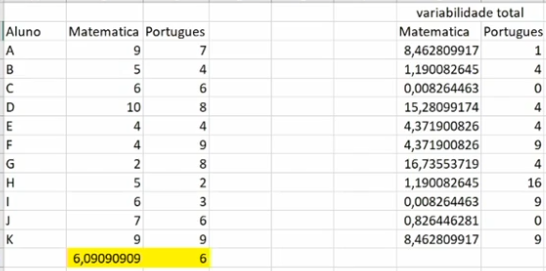 variabilidade total
Aluno Matematica Portugues Matematica Portugues
A 9 7 8,462809917 1
B 5 4 1,190082645 4
C 6 6 0,008264463 0
D 10 8 15,28099174 4
E 4 4 4,371900826 4
F 4 9 4,371900826 9
G 2 8 16,73553719 4
H 5 2 1,190082645 16
I 6 3 0,008264463 9
J 7 6 0,826446281 0
K 9 9 8,462809917 9
6,09090909 6